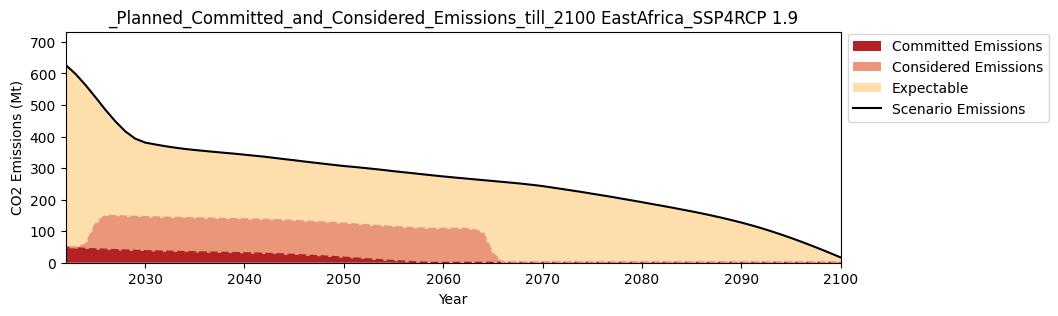 _Planned_Committed_and_Considered_Emissions_till_2100 EastAfrica_SSP4RCP 1.9
CO2 Emissions (Mt)
700
600
500
400
300
200
100
0
2030 2040 2050 2060 2070 2080 2090 2100
Year
Committed Emissions
Considered Emissions
Expectable
Scenario Emissions